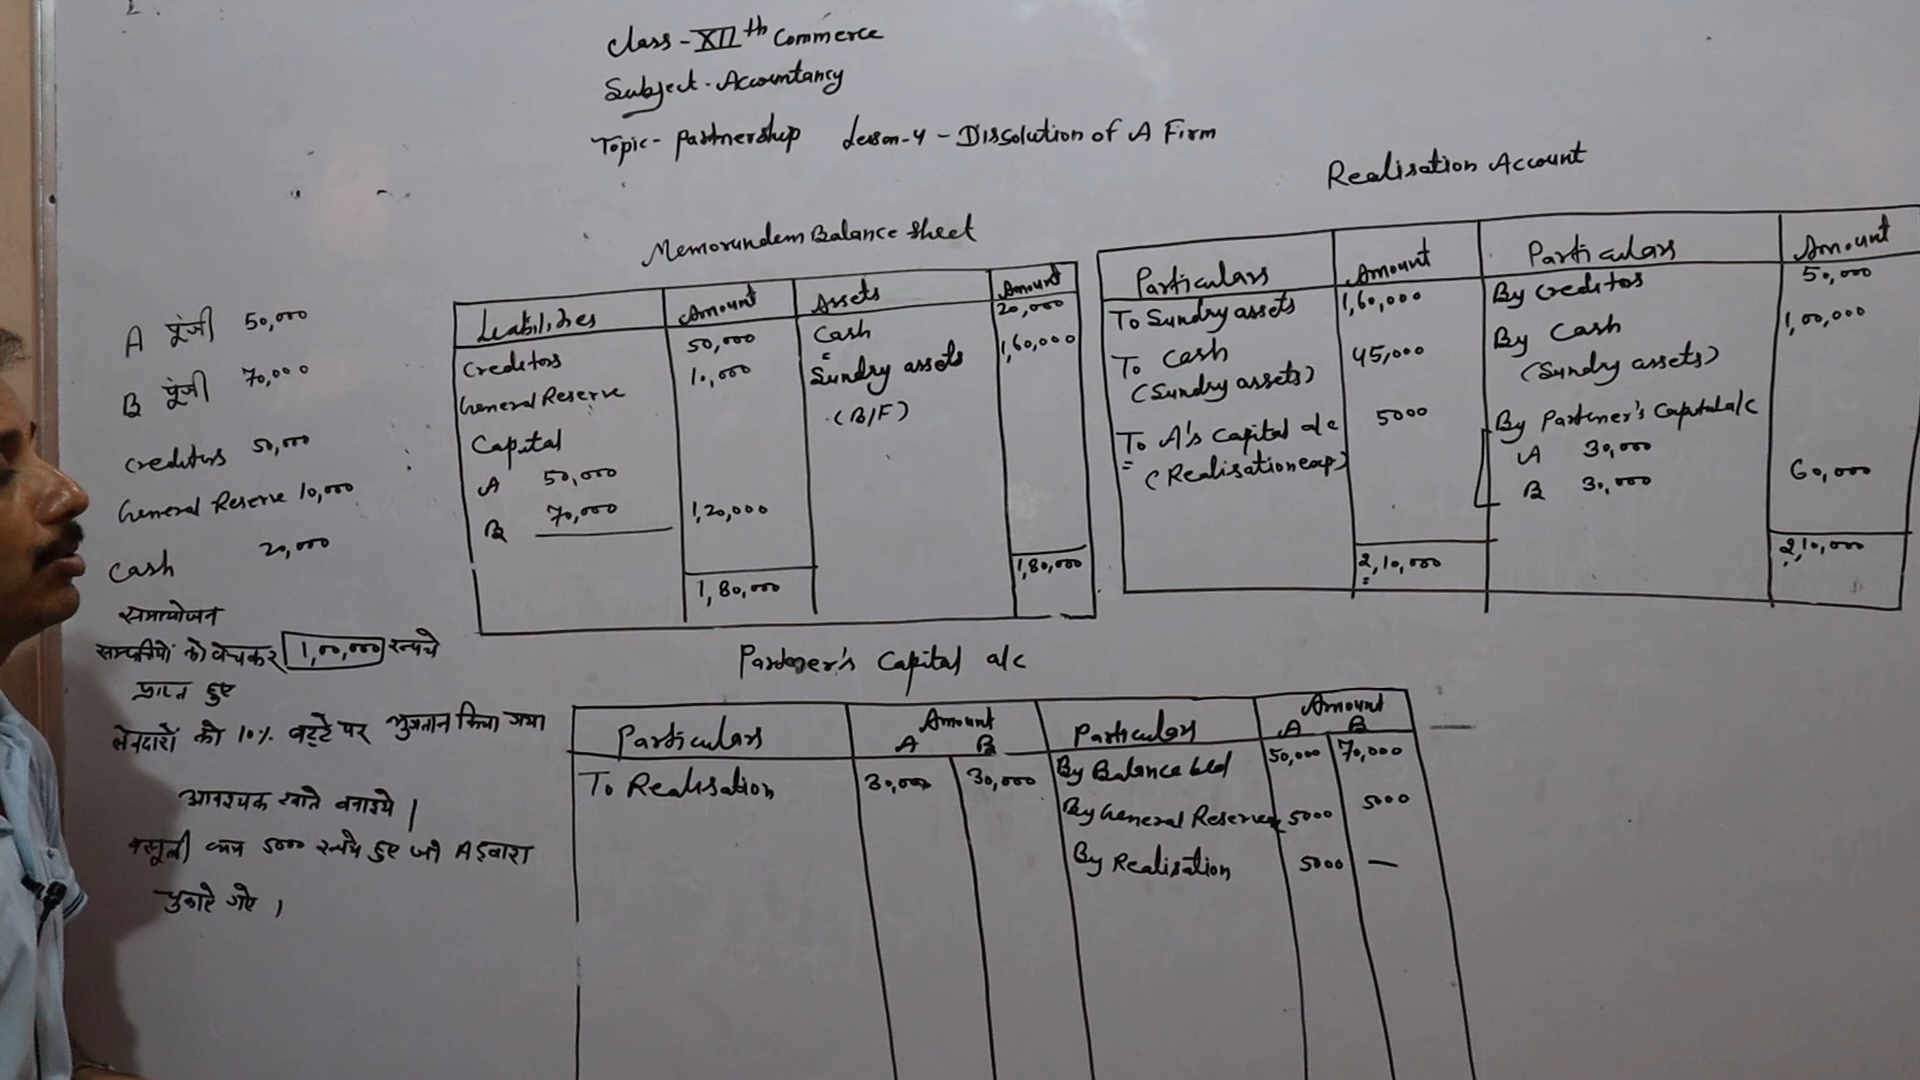 Class - XII th Commerce
Subject - Accountancy
Topic - Partnership Lesson-4 - Dissolution of A Firm
A पूंजी 50,000
B पूंजी 70,000
Creditors 50,000
General Reserve 10,000
Cash 20,000
समायोजन
सम्पत्तियों को बेचकर 1,00,000 रूपये
प्राप्त हुए
लेनदारों को 10% बट्टे पर भुगतान किया गया
आवश्यक खाते बनाइये |
वसूली व्यय 5000 रूपये हुए जो A द्वारा
चुकाए गए ।
Memorundem Balance Sheet
Liabilities Amount Assets Amount
Creditors 50,000 Cash 20,000
General Reserve 10,000 Sundry assets 1,60,000
(B/F)
Capital
A 50,000
B 70,000 1,20,000
1,80,000 1,80,000
Realisation Account
Particulars Amount Particulars Amount
To Sundry assets 1,60,000 By Creditos 50,000
To Cash 45,000 By Cash 1,00,000
(Sundry assets) (Sundry assets)
To A's Capital a/c 5000 By Partener's Capital a/c
(Realisation exp) A 30,000
B 30,000 60,000
2,10,000 2,10,000
Partner's Capital a/c
Particulars Amount Particulars Amount
A B A B
To Realisation 30,000 30,000 By Balance b/d 50,000 70,000
By General Reserve 5000 5000
By Realisation 5000 —